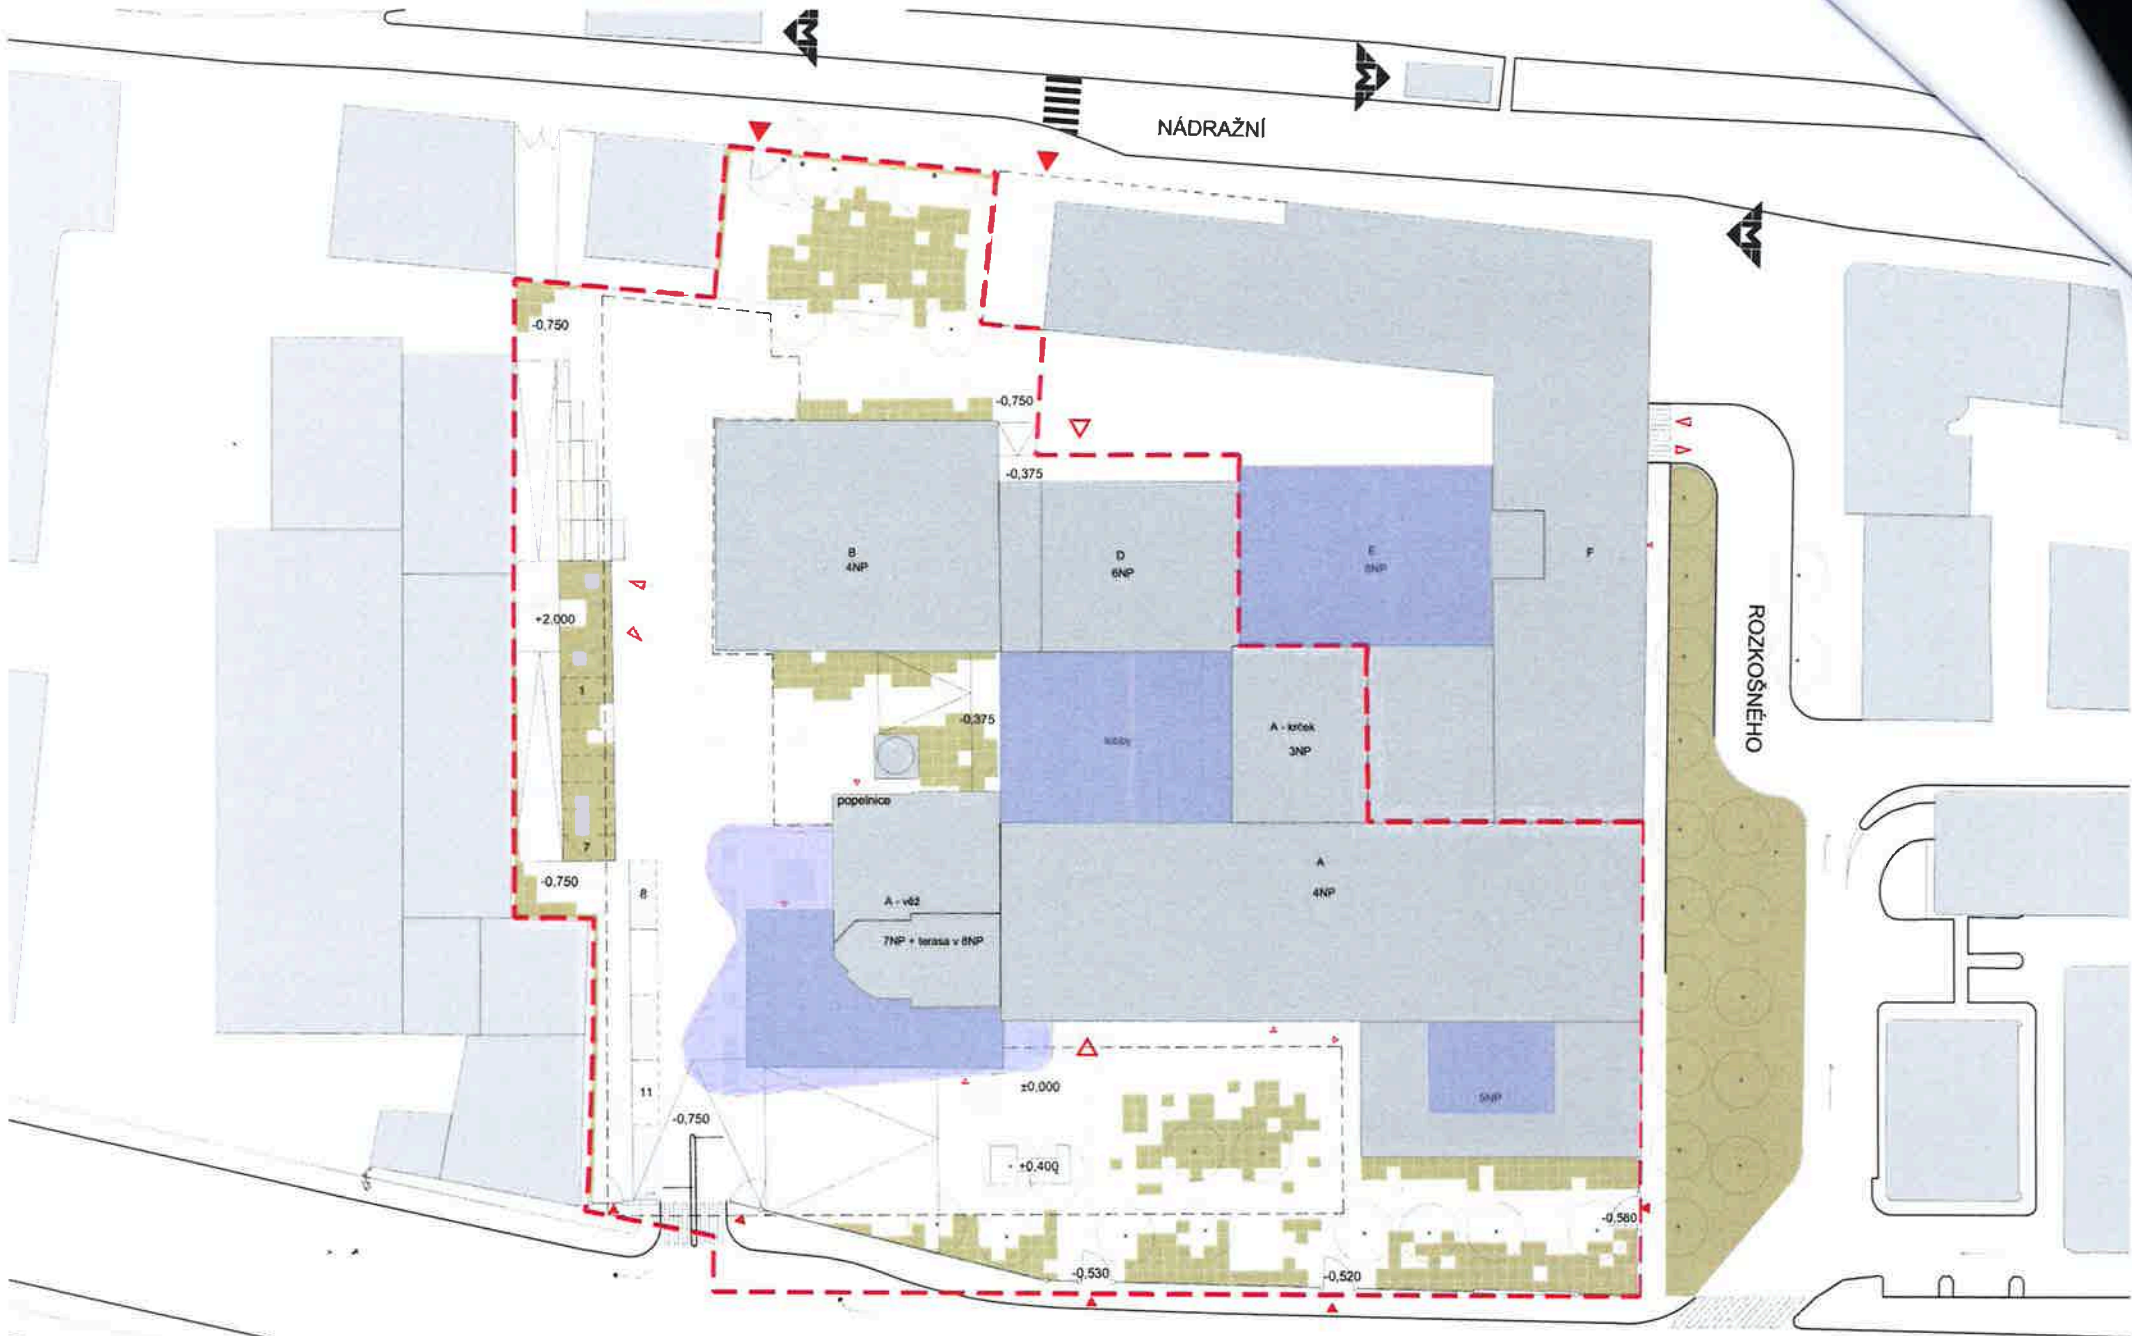 M
M
NÁDRAŽNÍ
M
-0,750
-0,750
-0,375
B
4NP
D
6NP
E
F
+2.000
ROZKOŠNÉHO
1
-0,375
lobby
A - krček
3NP
popelnice
7
-0,750
8
A - věž
7NP + terasa v 8NP
A
4NP
11
-0,750
±0,000
5NP
+0,400
-0,580
-0,530
-0,520